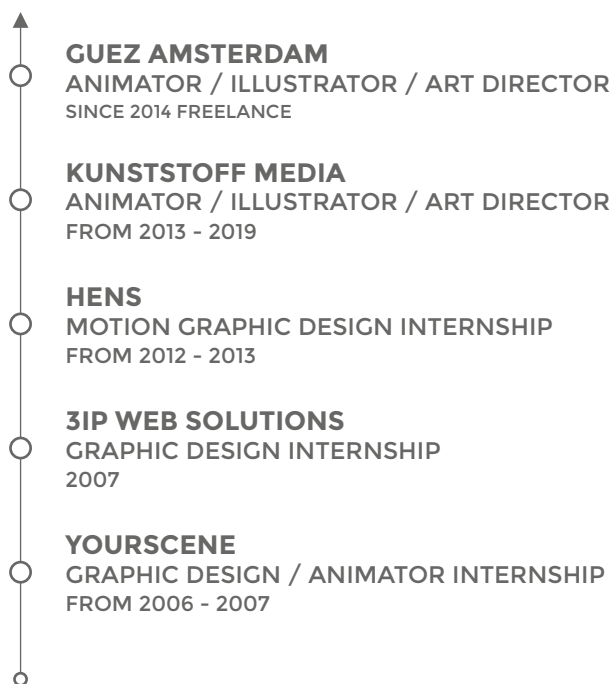 GUEZ AMSTERDAM
ANIMATOR / ILLUSTRATOR / ART DIRECTOR
SINCE 2014 FREELANCE
KUNSTSTOFF MEDIA
ANIMATOR / ILLUSTRATOR / ART DIRECTOR
FROM 2013 - 2019
HENS
MOTION GRAPHIC DESIGN INTERNSHIP
FROM 2012 - 2013
3IP WEB SOLUTIONS
GRAPHIC DESIGN INTERNSHIP
2007
YOURSCENE
GRAPHIC DESIGN / ANIMATOR INTERNSHIP
FROM 2006 - 2007